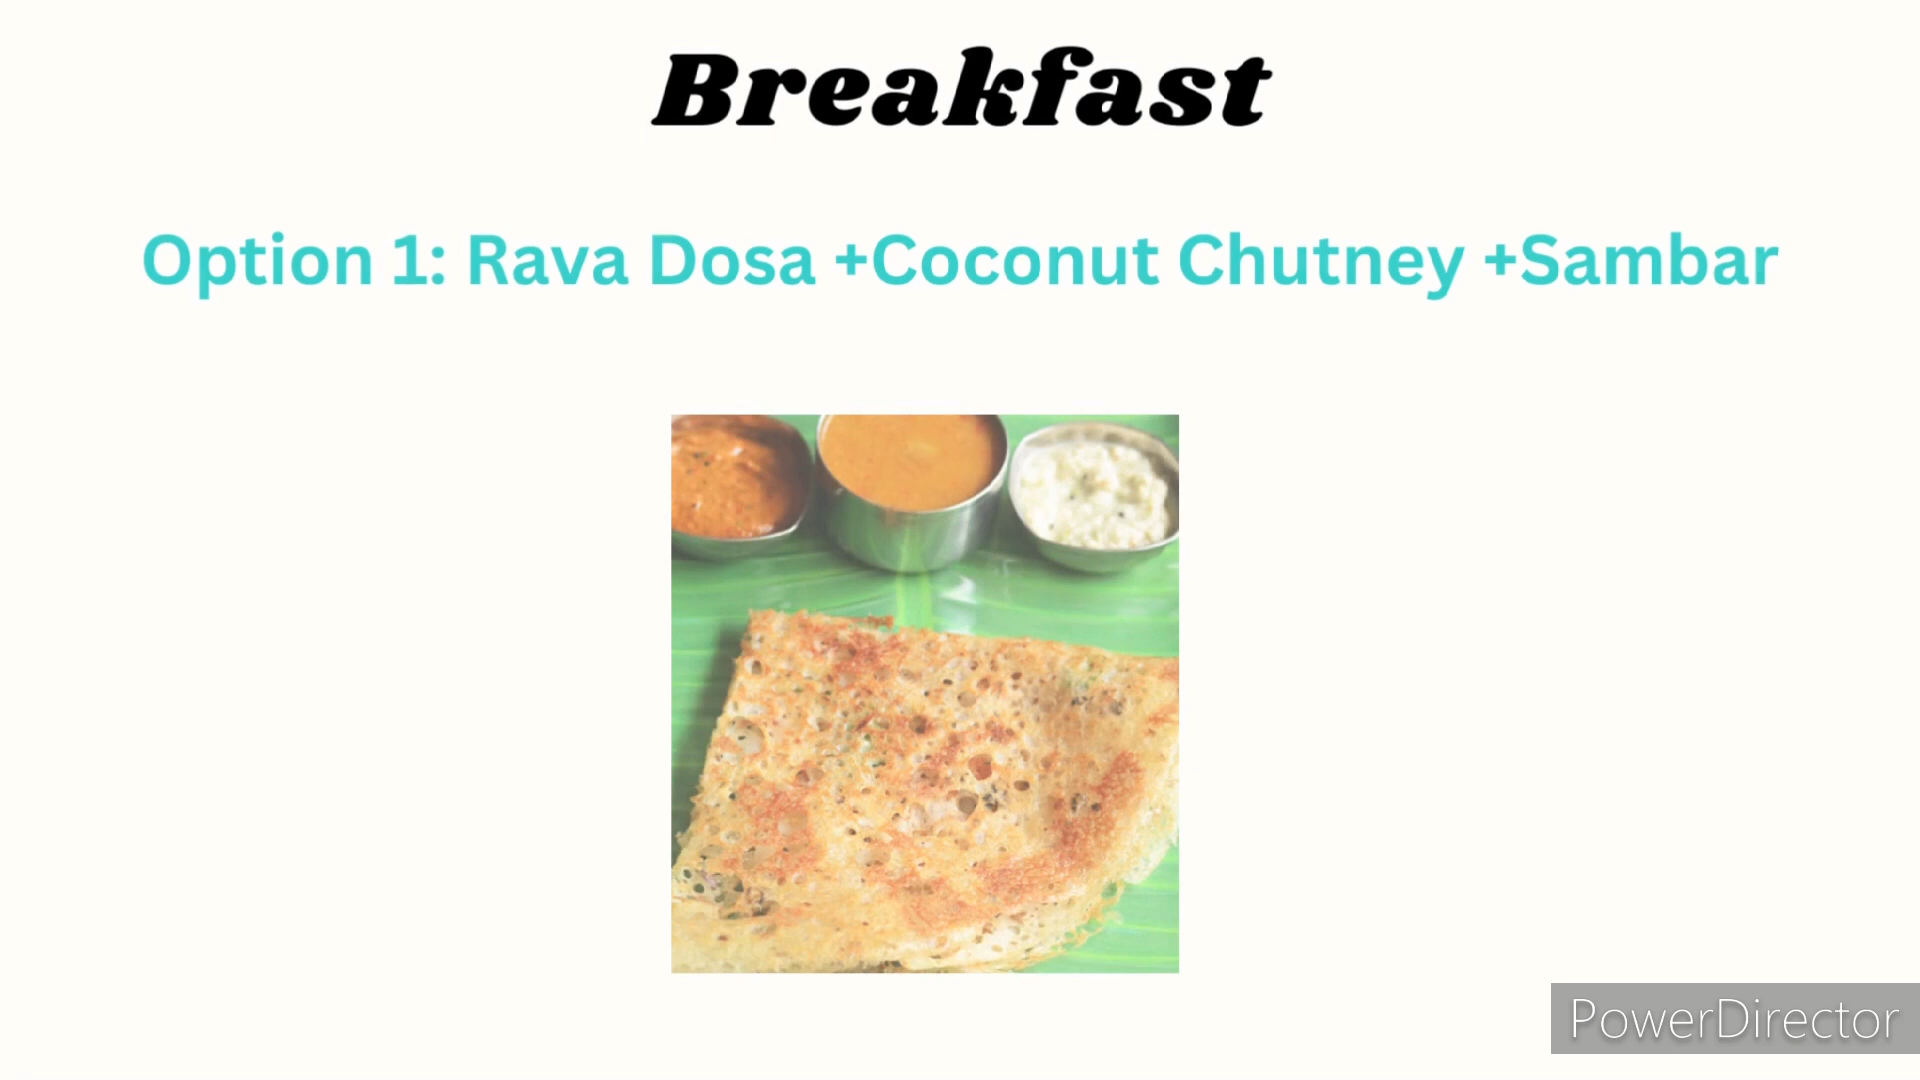 Breakfast
Option 1: Rava Dosa +Coconut Chutney +Sambar
PowerDirector